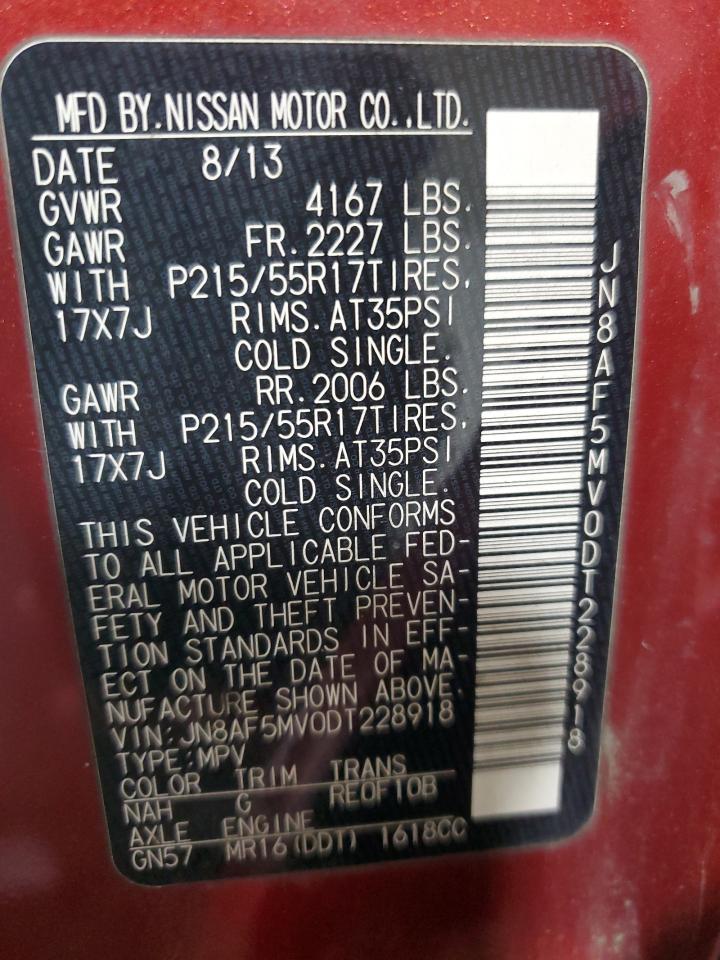 MFD BY.NISSAN MOTOR CO.,LTD.
DATE 8/13
GVWR 4167 LBS.
GAWR FR.2227 LBS.
WITH P215/55R17TIRES.
17X7J RIMS.AT35PSI
COLD SINGLE.
GAWR RR.2006 LBS.
WITH P215/55R17TIRES.
17X7J RIMS.AT35PSI
COLD SINGLE.
THIS VEHICLE CONFORMS
TO ALL APPLICABLE FED-
ERAL MOTOR VEHICLE SA-
FETY AND THEFT PREVEN-
TION STANDARDS IN EFF-
ECT ON THE DATE OF MA-
NUFACTURE SHOWN ABOVE.
VIN:JN8AF5MV0DT228918
TYPE:MPV
COLOR TRIM TRANS
NAH G RE0F10B
AXLE ENGINE
GN57 MR16(DDT) 1618CC
JN8AF5MV0DT228918